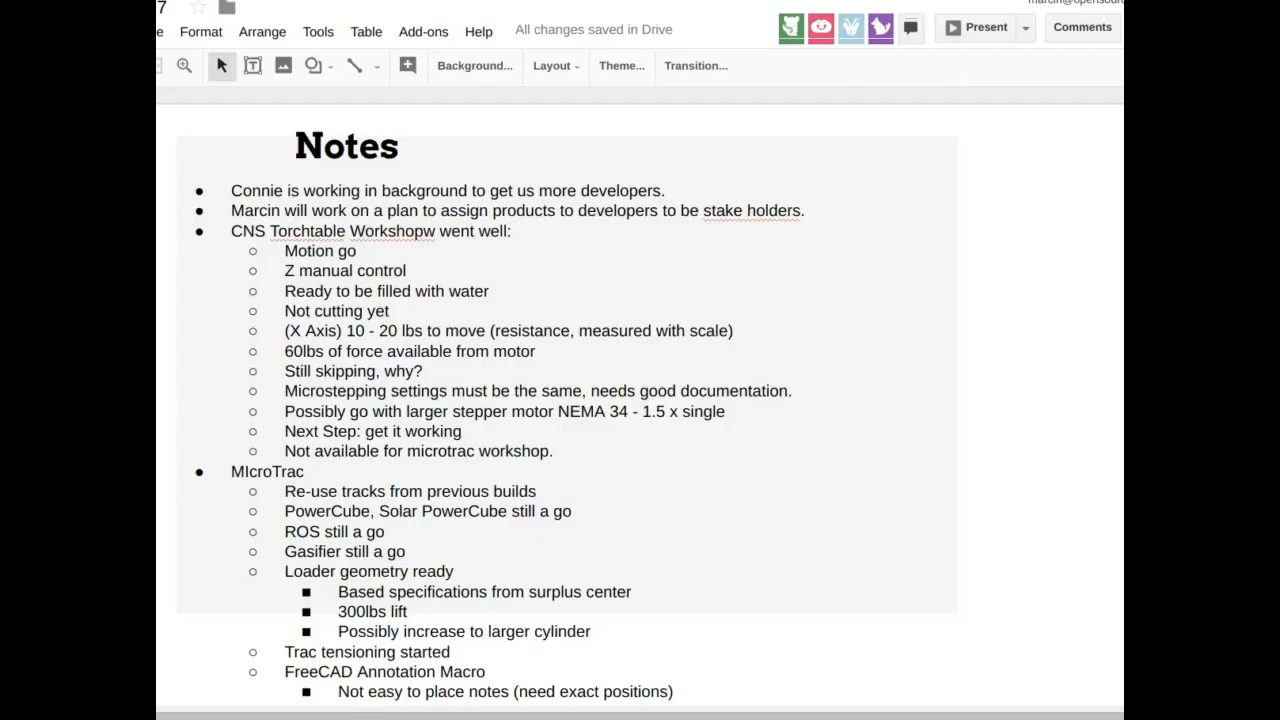 7
marcin@opensour
e Format Arrange Tools Table Add-ons Help All changes saved in Drive Present Comments
Background... Layout Theme... Transition...
Notes
● Connie is working in background to get us more developers.
● Marcin will work on a plan to assign products to developers to be stake holders.
● CNS Torchtable Workshopw went well:
○ Motion go
○ Z manual control
○ Ready to be filled with water
○ Not cutting yet
○ (X Axis) 10 - 20 lbs to move (resistance, measured with scale)
○ 60lbs of force available from motor
○ Still skipping, why?
○ Microstepping settings must be the same, needs good documentation.
○ Possibly go with larger stepper motor NEMA 34 - 1.5 x single
○ Next Step: get it working
○ Not available for microtrac workshop.
● MIcroTrac
○ Re-use tracks from previous builds
○ PowerCube, Solar PowerCube still a go
○ ROS still a go
○ Gasifier still a go
○ Loader geometry ready
■ Based specifications from surplus center
■ 300lbs lift
■ Possibly increase to larger cylinder
○ Trac tensioning started
○ FreeCAD Annotation Macro
■ Not easy to place notes (need exact positions)